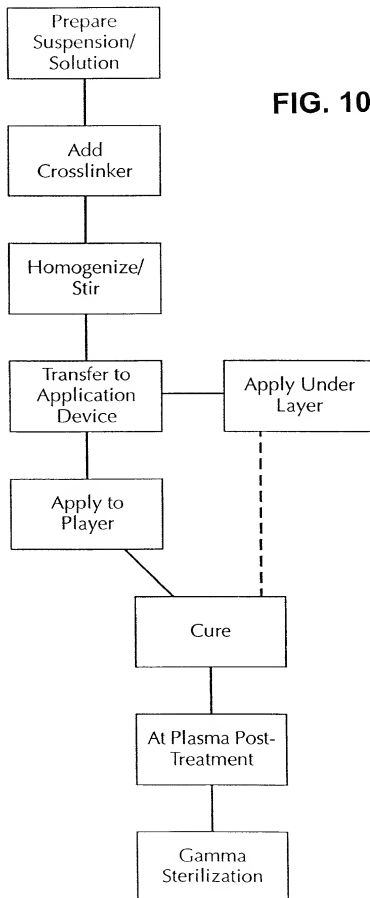 Prepare
Suspension/
Solution
FIG. 10
Add
Crosslinker
Homogenize/
Stir
Transfer to
Application
Device
Apply Under
Layer
Apply to
Player
Cure
At Plasma Post-
Treatment
Gamma
Sterilization